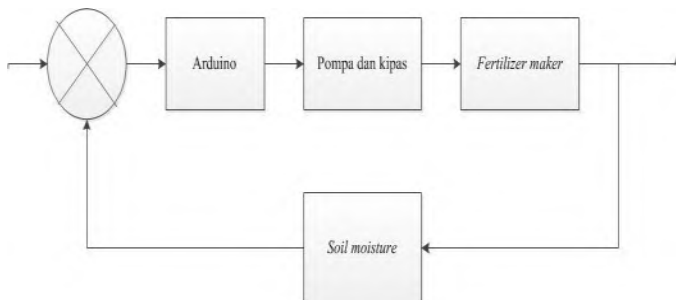 Arduino
Pompa dan kipas
Fertilizer maker
Soil moisture